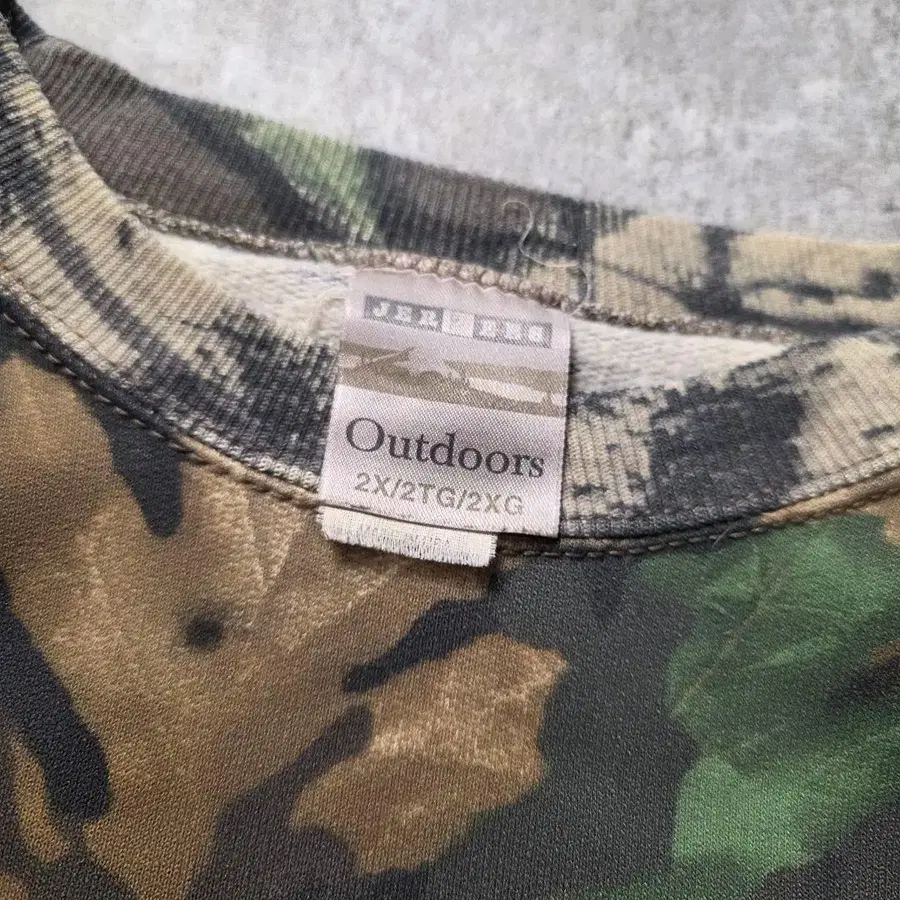 JERZEES
Outdoors
2X/2TG/2XG